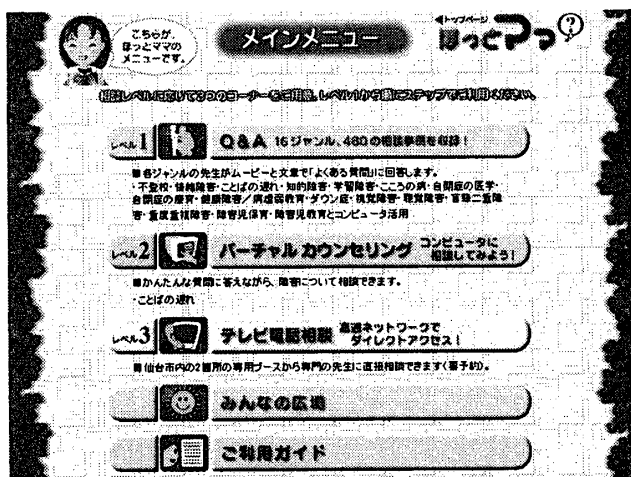 こちらが、
ほっとママの
メニューです。
メインメニュー
◀トップページ
ほっとママ?
相談レベルに応じて3つのコーナーをご用意。レベル1から順にステップでご利用ください。
レベル1 Q&A 16ジャンル、480の相談事例を収録!
■各ジャンルの先生がムービーと文章で「よくある質問」に回答します。
・不登校・情緒障害・ことばの遅れ・知的障害・学習障害・こころの病・自閉症の医学・
自閉症の療育・健康障害/病虚弱教育・ダウン症・視覚障害・聴覚障害・盲聾二重障
害・重度重複障害・障害児保育・障害児教育とコンピュータ活用
レベル2 バーチャル カウンセリング コンピュータに
相談してみよう!
■かんたんな質問に答えながら、障害について相談できます。
・ことばの遅れ
レベル3 テレビ電話相談 高速ネットワークで
ダイレクトアクセス!
■仙台市内の2箇所の専用ブースから専門の先生に直接相談できます(要予約)。
みんなの広場
ご利用ガイド